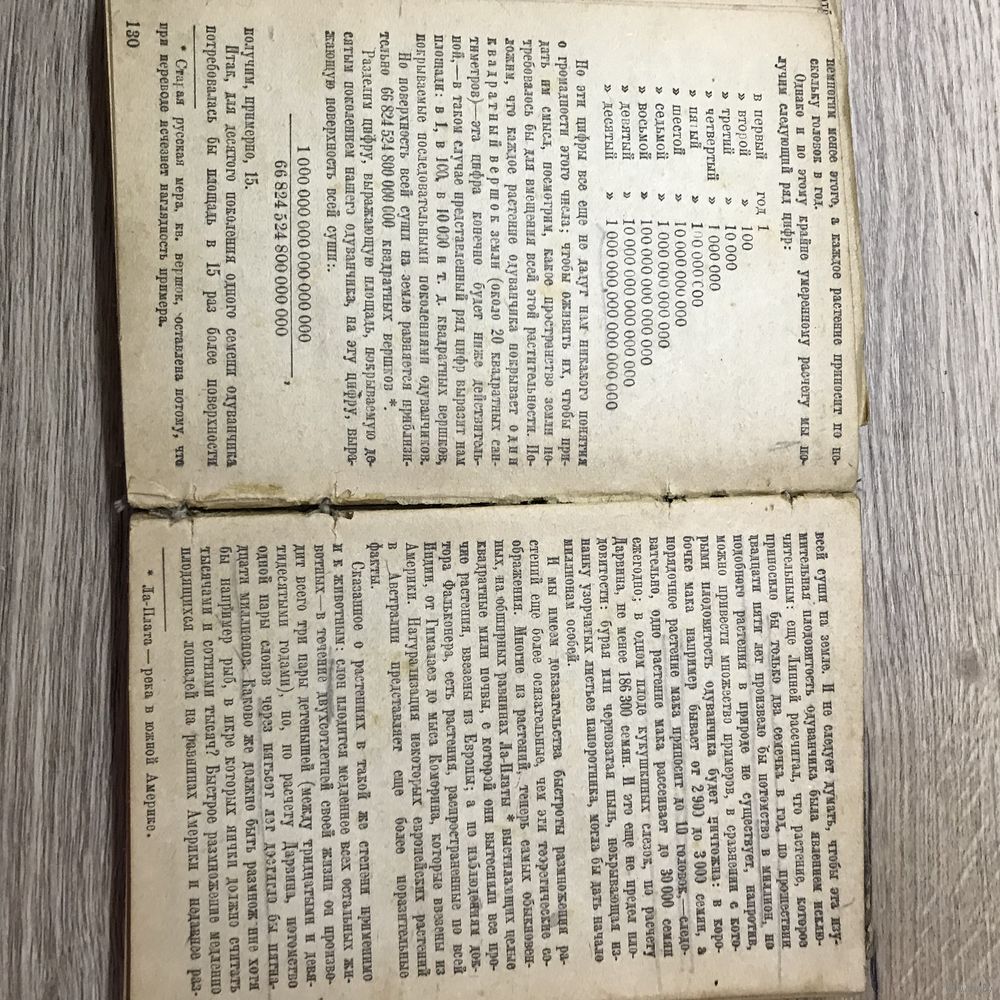 немногим менее этого, а каждое растение приносит по не-
скольку головок в год.
Однако и по этому крайне умеренному расчету мы по-
лучим следующий ряд цифр:
в первый год 1
» второй » 100
» третий » 10 000
» четвертый » 1 000 000
» пятый » 100 000 000
» шестой » 10 000 000 000
» седьмой » 1 000 000 000 000
» восьмой » 100 000 000 000 000
» девятый » 10 000 000 000 000 000
» десятый » 1 000 000 000 000 000 000
Но эти цифры все еще не дадут нам никакого понятия
о громадности этого числа; чтобы оживить их, чтобы при-
дать им смысл, посмотрим, какое пространство земли по-
требовалось бы для вмещения всей этой растительности. По-
ложим, что каждое растение одуванчика покрывает один
квадратный вершок земли (около 20 квадратных сан-
тиметров)—эта цифра конечно будет ниже действитель-
ной,—в таком случае представленный ряд цифр выразит нам
площади: в 1, в 100, в 10 000 и т. д. квадратных вершков,
покрываемые последовательными поколениями одуванчиков.
Но поверхность всей суши на земле равняется приблизи-
тельно 66 824 524 800 000 000 квадратных вершков *.
Разделим цифру, выражающую площадь, покрываемую де-
сятым поколением нашего одуванчика, на эту цифру, выра-
жающую поверхность всей суши:
1 000 000 000 000 000 000
66 824 524 800 000 000 ,
получим, примерно, 15.
Итак, для десятого поколения одного семени одуванчика
потребовалась бы площадь в 15 раз более поверхности
* Старая русская мера, кв. вершок, оставлена потому, что
при переводе исчезнет наглядность примера.
130
всей суши на земле. И не следует думать, чтобы эта изу-
мительная плодовитость одуванчика была явлением исклю-
чительным: еще Линней рассчитал, что растение, которое
приносило бы только два семечка в год, по прошествии
двадцати пяти лет произвело бы потомство в миллион, но
подобного растения в природе не существует, напротив,
можно привести множество примеров, в сравнении с кото-
рыми плодовитость одуванчика будет ничтожна: в коро-
бочке мака например бывает от 2 900 до 3 000 семян, а
порядочное растение мака приносит до 10 головок,—следо-
вательно, одно растение мака рассеивает до 30 000 семян
ежегодно; в одном плоде кукушкиных слезок, по расчету
Дарвина, не менее 186 300 семян. И это еще не предел пло-
довитости: бурая или черноватая пыль, покрывающая из-
нанку узорчатых листьев папоротника, могла бы дать начало
миллионам особей.
И мы имеем доказательства быстроты размножения ра-
стений еще более осязательные, чем эти теоретические со-
ображения. Многие из растений, теперь самых обыкновен-
ных, на обширных равнинах Ла-Платы * выстилающих целые
квадратные мили почвы, с которой они вытеснили все про-
чие растения, ввезены из Европы; а по наблюдениям док-
тора Фальконера, есть растения, распространенные по всей
Индии, от Гималаев до мыса Коморина, которые ввезены из
Америки. Натурализация некоторых европейских растений
в Австралии представляет еще более поразительные
факты.
Сказанное о растениях в такой же степени применимо
и к животным: слон плодится медленнее всех остальных жи-
вотных—в течение двухсотлетней своей жизни он произво-
дит всего три пары детенышей (между тридцатыми и девя-
тидесятыми годами), но, по расчету Дарвина, потомство
одной пары слонов через пятьсот лет достигло бы пятна-
дцати миллионов. Каково же должно быть размножение хотя
бы например рыб, в икре которых яички должно считать
тысячами и сотнями тысяч? Быстрое размножение медленно
плодящихся лошадей на равнинах Америки и недавнее раз-
* Ла-Плата—река в южной Америке.